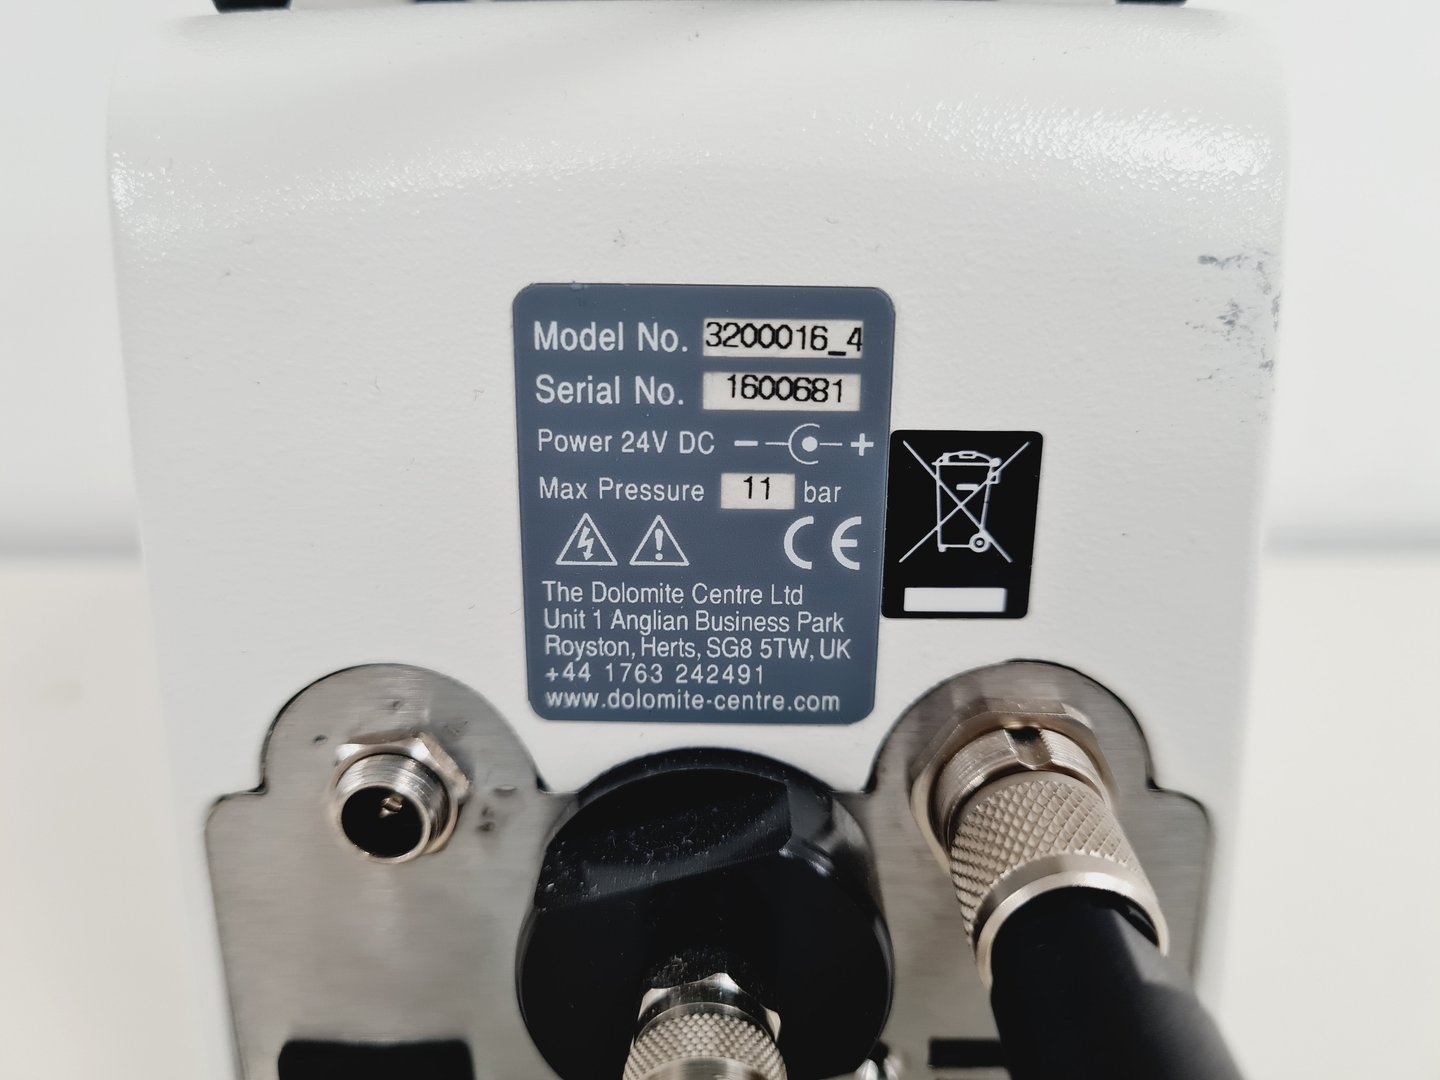 Model No. 3200016_4
Serial No. 1600681
Power 24V DC - +
Max Pressure 11 bar
CE
The Dolomite Centre Ltd
Unit 1 Anglian Business Park
Royston, Herts, SG8 5TW, UK
+44 1763 242491
www.dolomite-centre.com